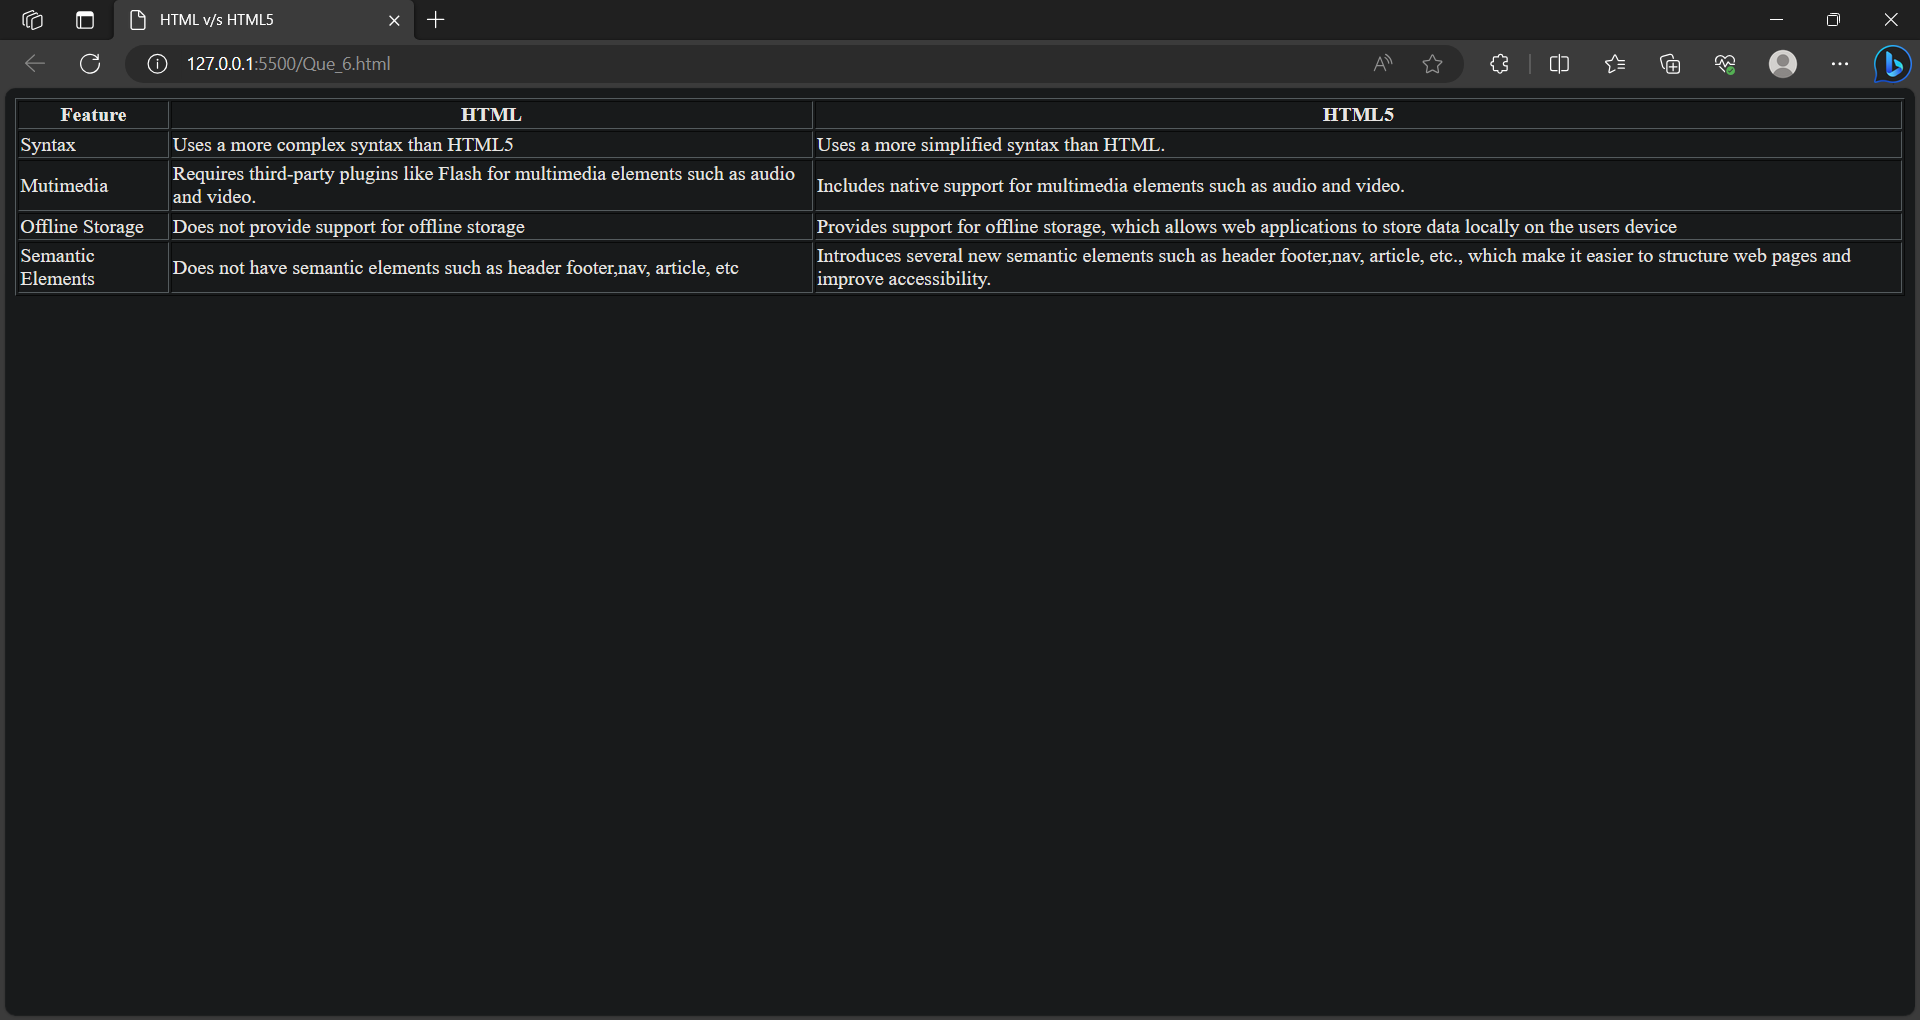 HTML v/s HTML5
127.0.0.1:5500/Que_6.html
Feature HTML HTML5
Syntax Uses a more complex syntax than HTML5 Uses a more simplified syntax than HTML.
Mutimedia Requires third-party plugins like Flash for multimedia elements such as audio
and video. Includes native support for multimedia elements such as audio and video.
Offline Storage Does not provide support for offline storage Provides support for offline storage, which allows web applications to store data locally on the users device
Semantic
Elements Does not have semantic elements such as header footer,nav, article, etc Introduces several new semantic elements such as header footer,nav, article, etc., which make it easier to structure web pages and
improve accessibility.